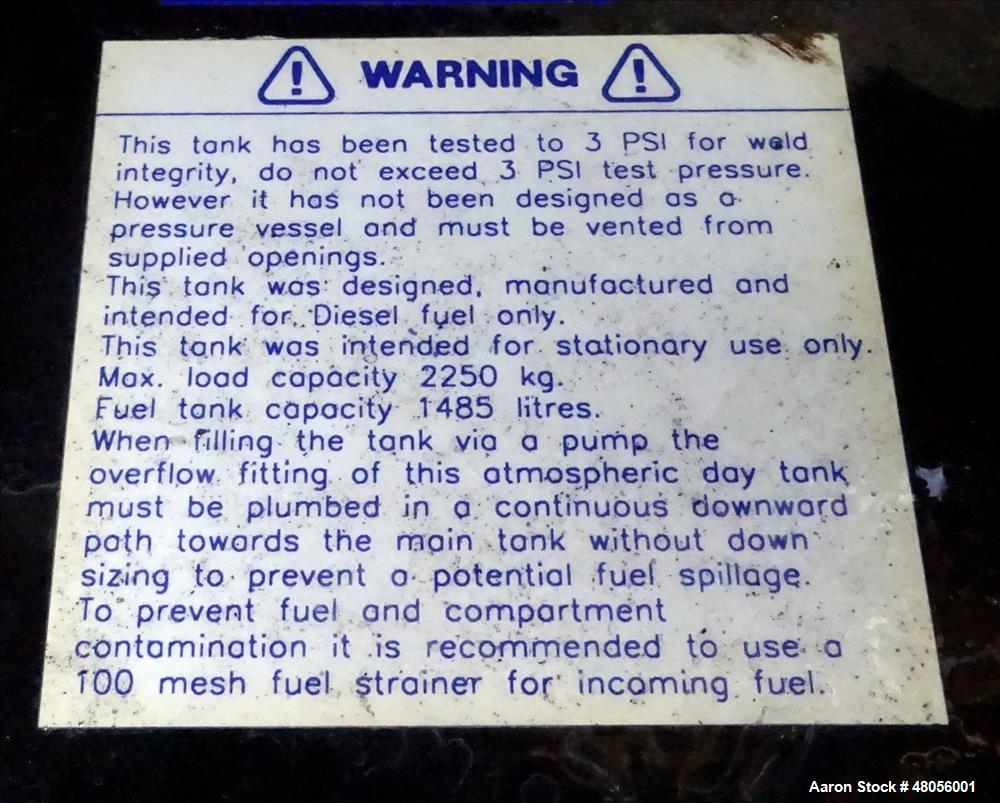 WARNING
This tank has been tested to 3 PSI for weld
integrity, do not exceed 3 PSI test pressure.
However it has not been designed as a
pressure vessel and must be vented from
supplied openings.
This tank was designed, manufactured and
intended for Diesel fuel only.
This tank was intended for stationary use only.
Max. load capacity 2250 kg.
Fuel tank capacity 1485 litres.
When filling the tank via a pump the
overflow fitting of this atmospheric day tank
must be plumbed in a continuous downward
path towards the main tank without down
sizing to prevent a potential fuel spillage.
To prevent fuel and compartment
contamination it is recommended to use a
100 mesh fuel strainer for incoming fuel.
Aaron Stock # 48056001